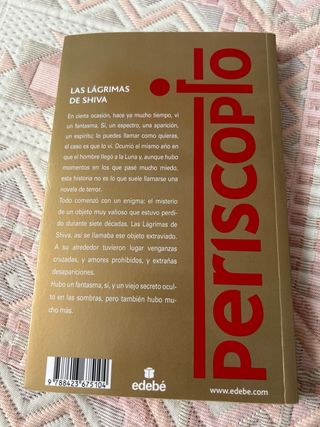 LAS LÁGRIMAS
DE SHIVA
En cierta ocasión, hace ya mucho tiempo, vi
un fantasma. Sí, un espectro, una aparición,
un espíritu; lo puedes llamar como quieras,
el caso es que lo vi. Ocurrió el mismo año en
que el hombre llegó a la Luna y, aunque hubo
momentos en los que pasé mucho miedo,
esta historia no es lo que suele llamarse una
novela de terror.
Todo comenzó con un enigma: el misterio de
un objeto muy valioso que estuvo perdi-
do durante siete décadas. Las Lágrimas de
Shiva, así se llamaba ese objeto extraviado.
A su alrededor tuvieron lugar venganzas
cruzadas, y amores prohibidos, y extrañas
desapariciones.
Hubo un fantasma, sí, y un viejo secreto ocul-
to en las sombras, pero también hubo mu-
cho más.
periscopio
9 788423 675104
edebé
www.edebe.com